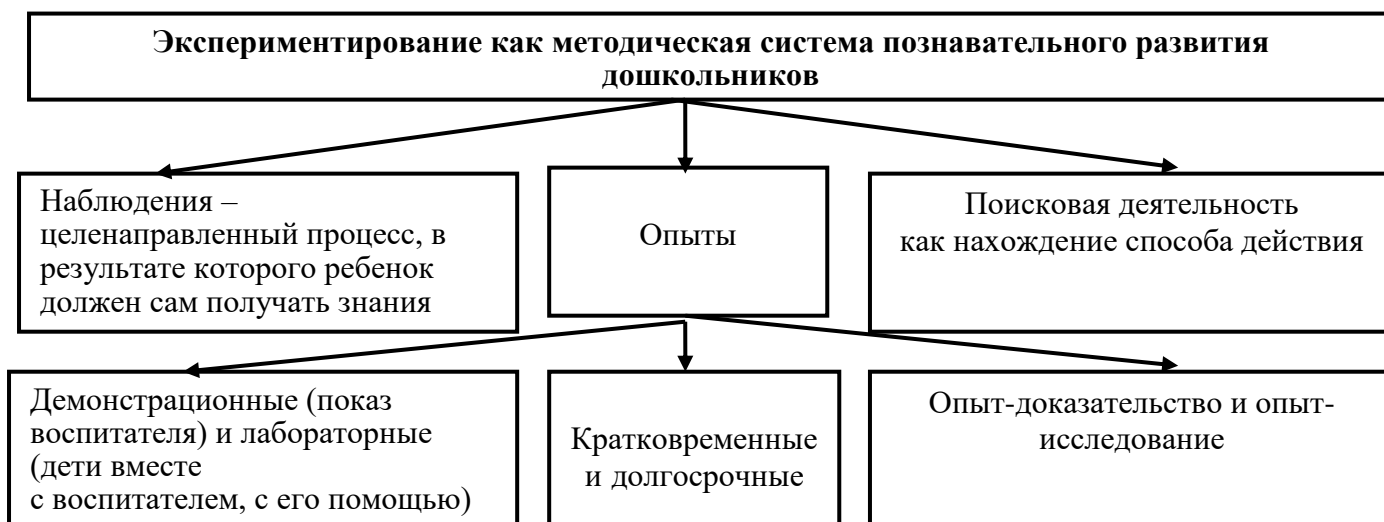 Экспериментирование как методическая система познавательного развития
дошкольников
Наблюдения –
целенаправленный процесс, в
результате которого ребенок
должен сам получать знания
Опыты
Поисковая деятельность
как нахождение способа действия
Демонстрационные (показ
воспитателя) и лабораторные
(дети вместе
с воспитателем, с его помощью)
Кратковременные
и долгосрочные
Опыт-доказательство и опыт-
исследование